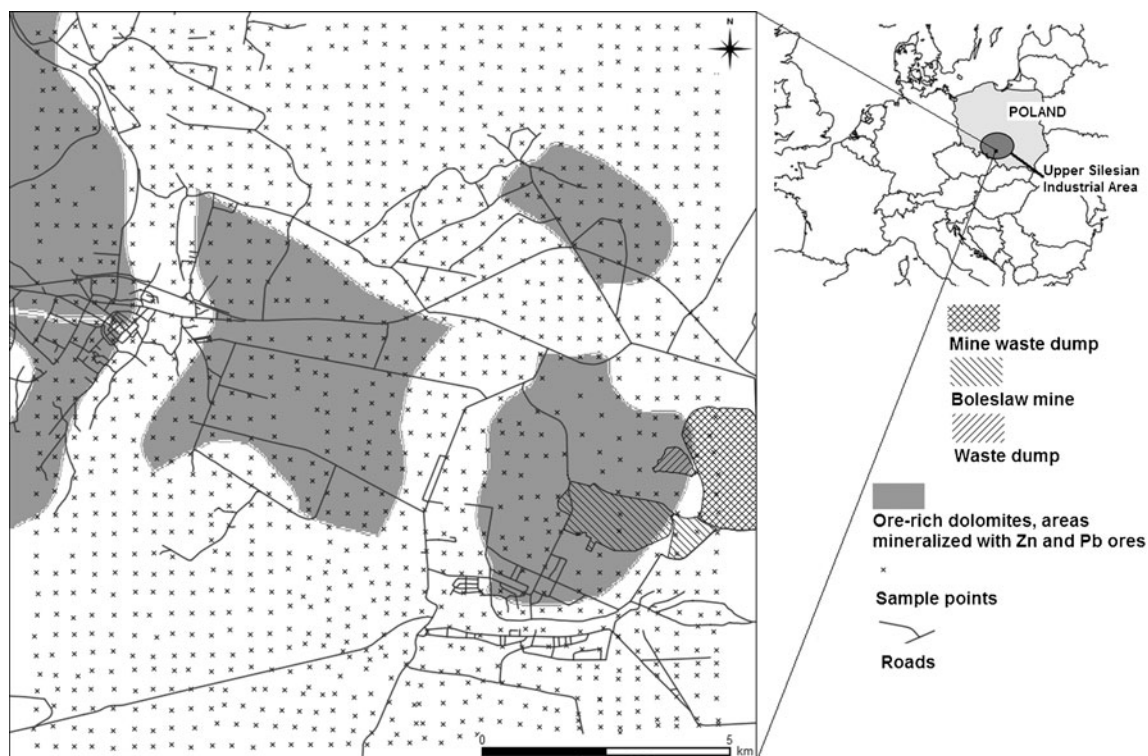 N
POLAND
Upper Silesian
Industrial Area
Mine waste dump
Boleslaw mine
Waste dump
Ore-rich dolomites, areas
mineralized with Zn and Pb ores
Sample points
Roads
0 5
km